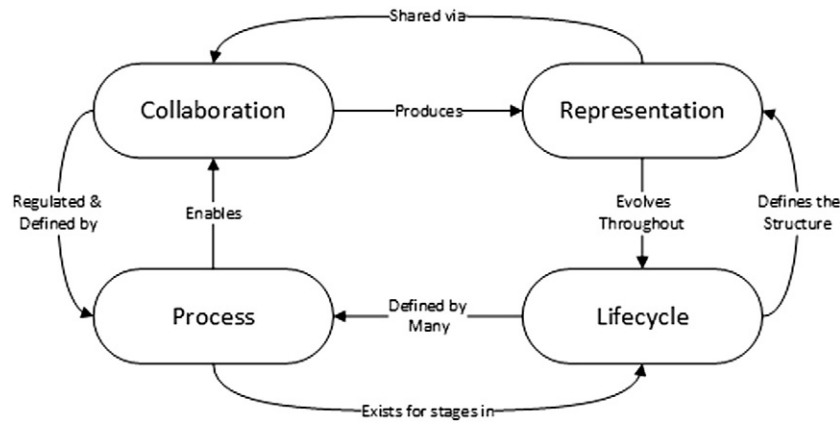 Shared via
Collaboration
Produces
Representation
Regulated &
Defined by
Enables
Evolves
Throughout
Defines the
Structure
Process
Defined by
Many
Lifecycle
Exists for stages in